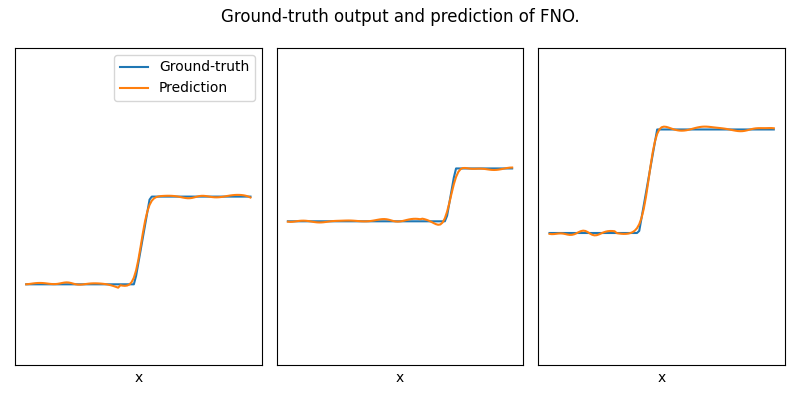 Ground-truth output and prediction of FNO.
Ground-truth
Prediction
x
x
x